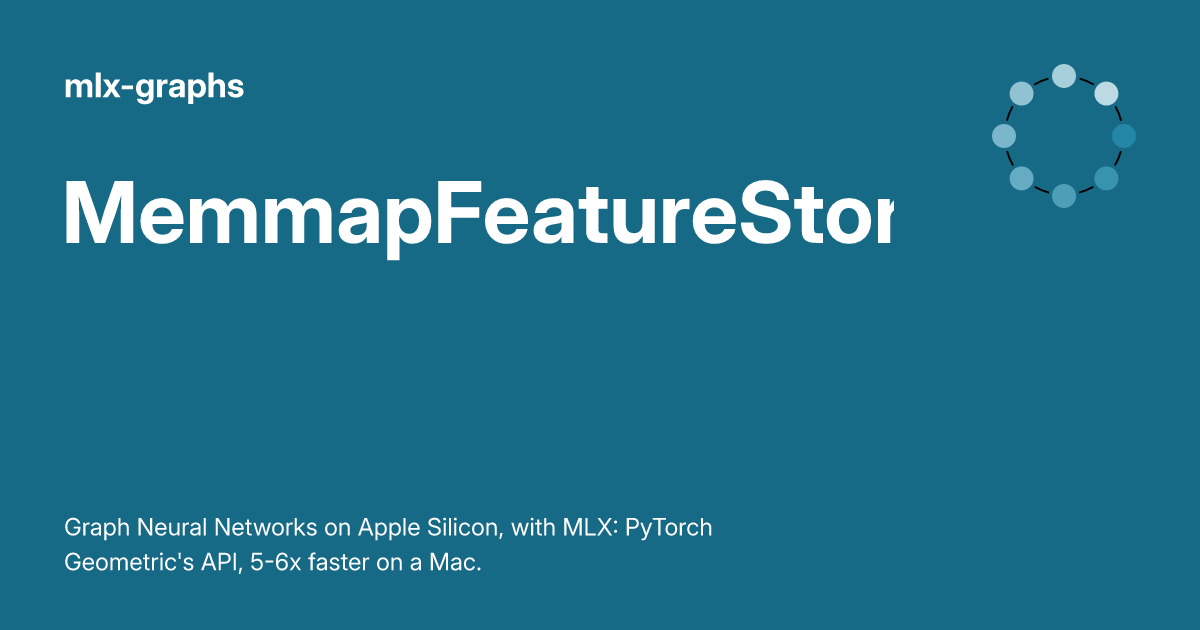 mlx-graphs
MemmapFeatureStor
Graph Neural Networks on Apple Silicon, with MLX: PyTorch
Geometric's API, 5-6x faster on a Mac.